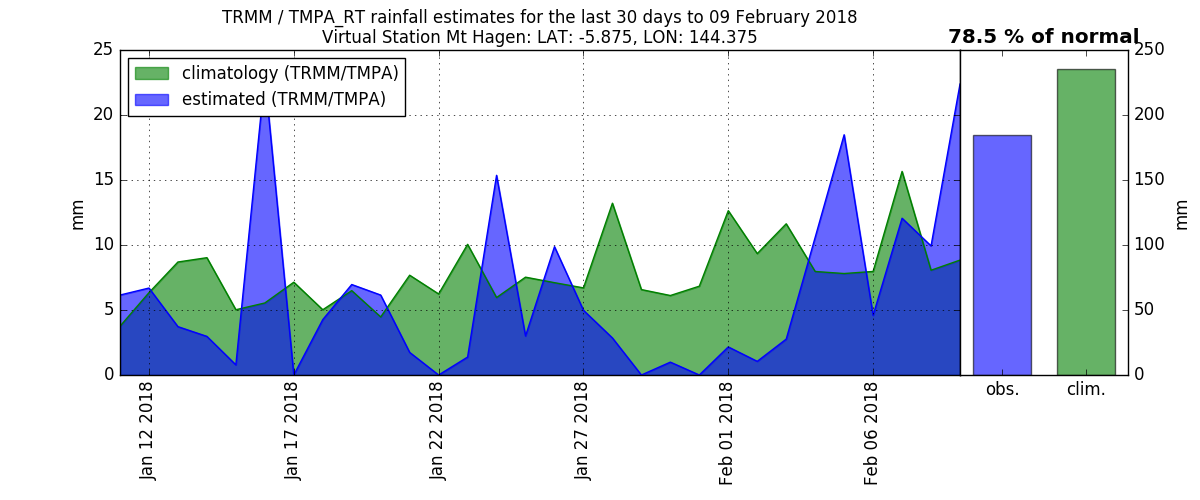 TRMM / TMPA_RT rainfall estimates for the last 30 days to 09 February 2018
Virtual Station Mt Hagen: LAT: -5.875, LON: 144.375
78.5 % of normal
climatology (TRMM/TMPA)
estimated (TRMM/TMPA)
25
20
15
10
5
0
mm
Jan 12 2018
Jan 17 2018
Jan 22 2018
Jan 27 2018
Feb 01 2018
Feb 06 2018
obs.
clim.
250
200
150
100
50
0
mm